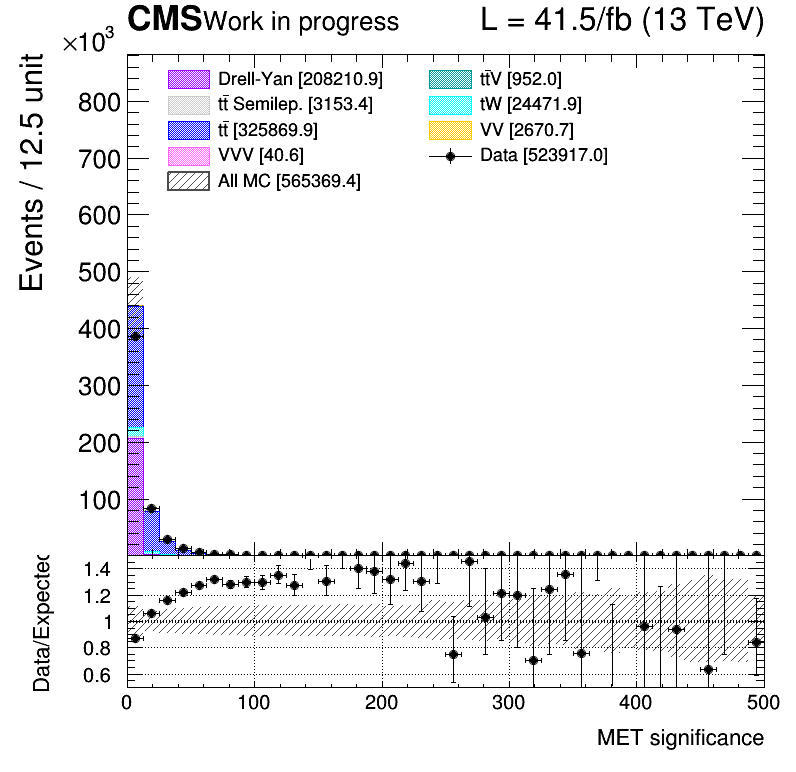 CMS Work in progress L = 41.5/fb (13 TeV)
×10³
Drell-Yan [208210.9] tt̄V [952.0]
tt̄ Semilep. [3153.4] tW [24471.9]
tt̄ [325869.9] VV [2670.7]
VVV [40.6] Data [523917.0]
All MC [565369.4]
Events / 12.5 unit
800
700
600
500
400
300
200
100
Data/Expected
1.4
1.2
1
0.8
0.6
0 100 200 300 400 500
MET significance